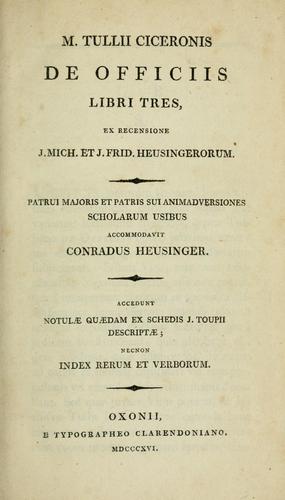 M. TULLII CICERONIS
DE OFFICIIS
LIBRI TRES,
EX RECENSIONE
J. MICH. ET J. FRID. HEUSINGERORUM.
PATRUI MAJORIS ET PATRIS SUI ANIMADVERSIONES
SCHOLARUM USIBUS
ACCOMMODAVIT
CONRADUS HEUSINGER.
ACCEDUNT
NOTULÆ QUÆDAM EX SCHEDIS J. TOUPII
DESCRIPTÆ;
NECNON
INDEX RERUM ET VERBORUM.
OXONII,
E TYPOGRAPHEO CLARENDONIANO.
MDCCCXVI.